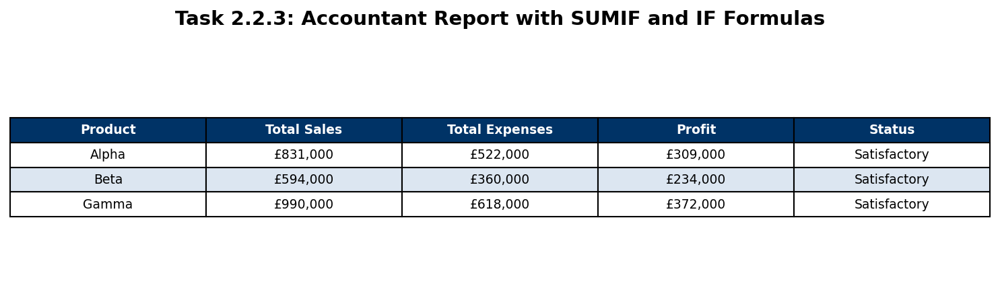 Task 2.2.3: Accountant Report with SUMIF and IF Formulas
Product Total Sales Total Expenses Profit Status
Alpha £831,000 £522,000 £309,000 Satisfactory
Beta £594,000 £360,000 £234,000 Satisfactory
Gamma £990,000 £618,000 £372,000 Satisfactory